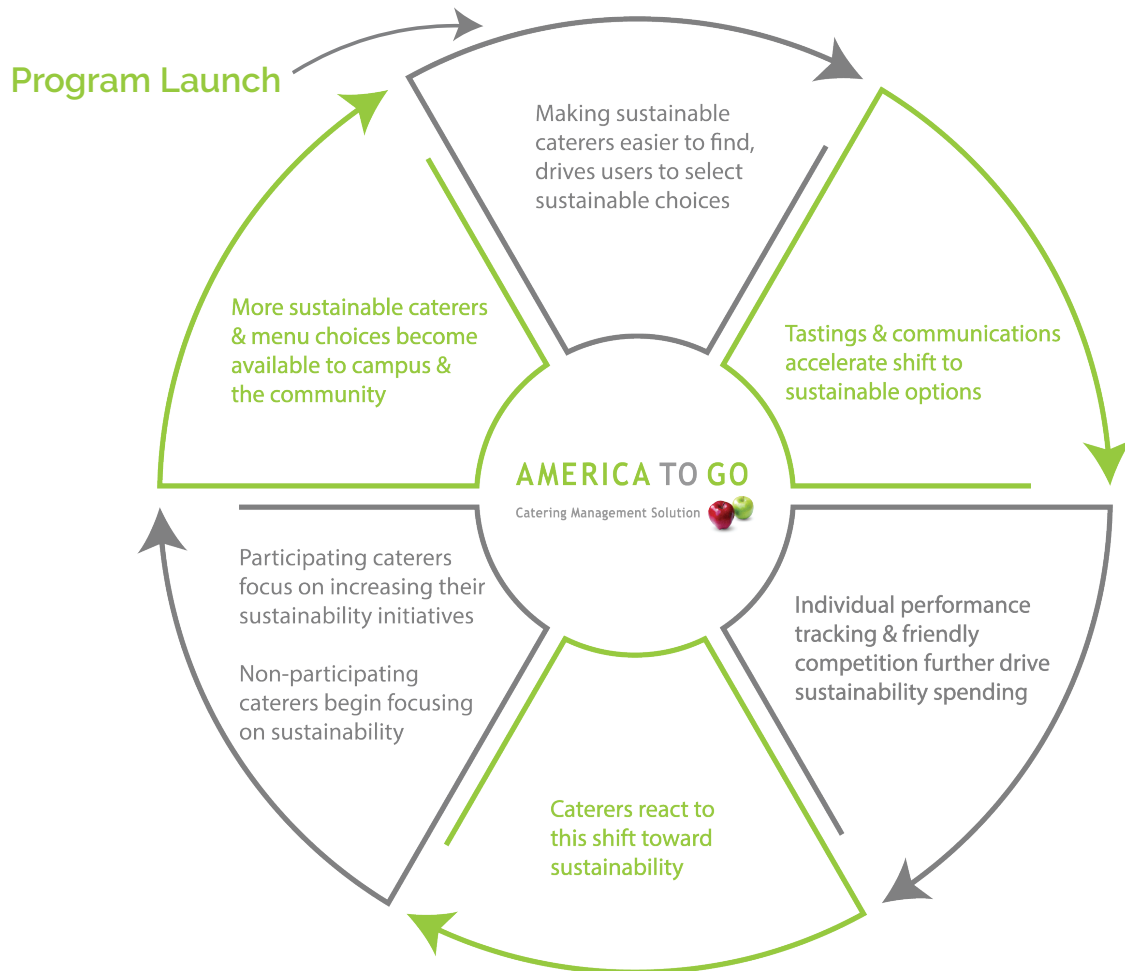 Program Launch
Making sustainable
caterers easier to find,
drives users to select
sustainable choices
Tastings & communications
accelerate shift to
sustainable options
Individual performance
tracking & friendly
competition further drive
sustainability spending
Caterers react to
this shift toward
sustainability
Participating caterers
focus on increasing their
sustainability initiatives
Non-participating
caterers begin focusing
on sustainability
More sustainable caterers
& menu choices become
available to campus &
the community
AMERICA TO GO
Catering Management Solution